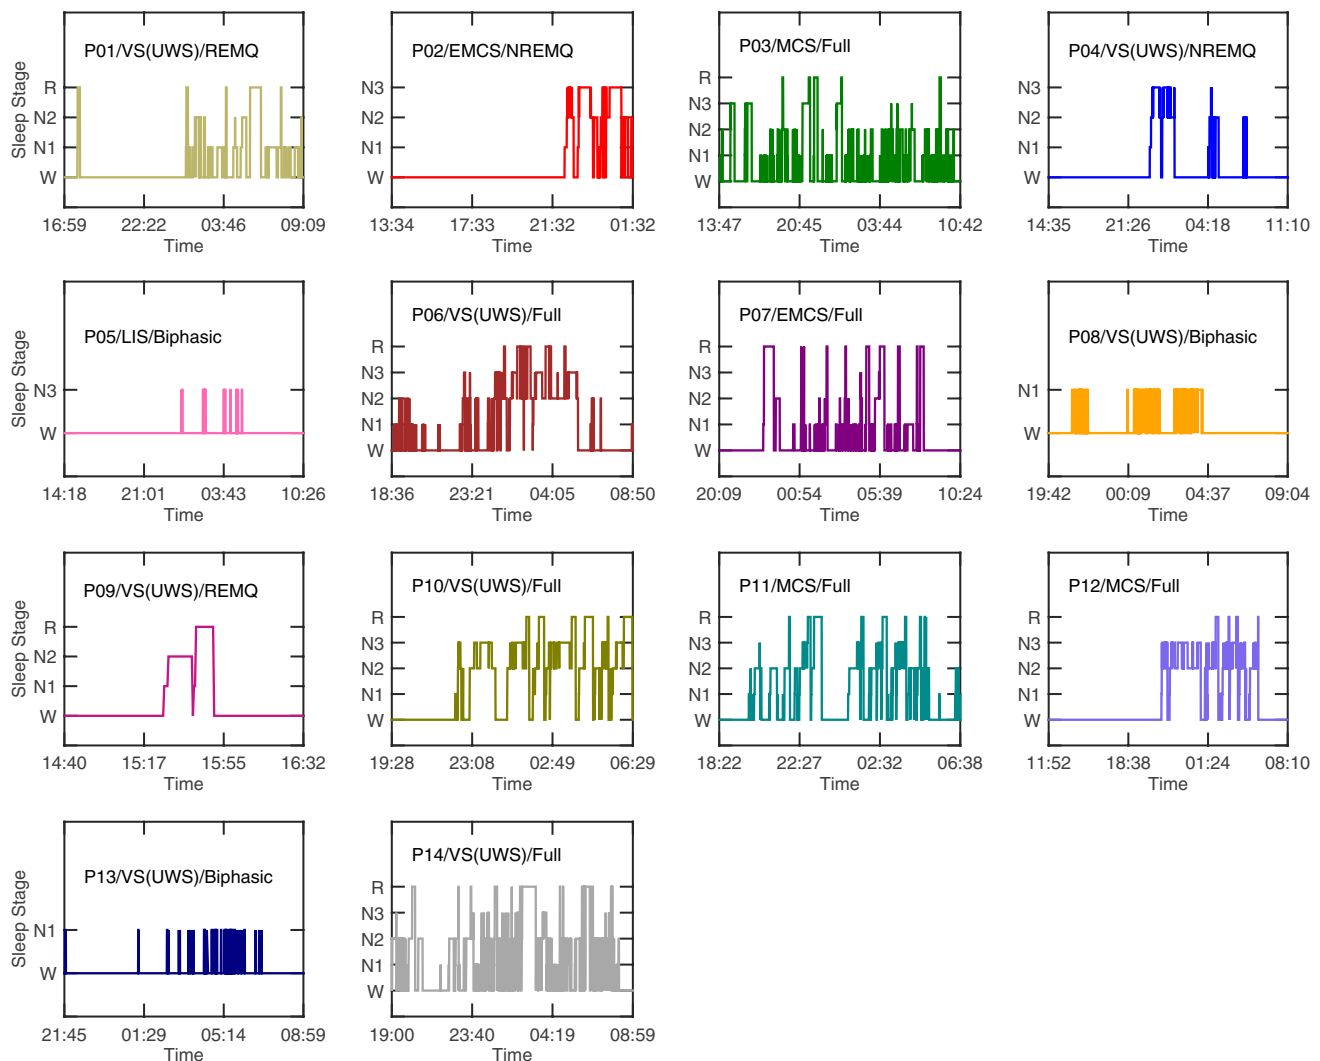 P01/VS(UWS)/REMQ
Sleep Stage
R
N2
N1
W
16:59 22:22 03:46 09:09
Time
P02/EMCS/NREMQ
N3
N2
N1
W
13:34 17:33 21:32 01:32
Time
P03/MCS/Full
R
N3
N2
N1
W
13:47 20:45 03:44 10:42
Time
P04/VS(UWS)/NREMQ
N3
N2
N1
W
14:35 21:26 04:18 11:10
Time
P05/LIS/Biphasic
Sleep Stage
N3
W
14:18 21:01 03:43 10:26
Time
P06/VS(UWS)/Full
R
N3
N2
N1
W
18:36 23:21 04:05 08:50
Time
P07/EMCS/Full
R
N3
N2
N1
W
20:09 00:54 05:39 10:24
Time
P08/VS(UWS)/Biphasic
N1
W
19:42 00:09 04:37 09:04
Time
P09/VS(UWS)/REMQ
Sleep Stage
R
N2
N1
W
14:40 15:17 15:55 16:32
Time
P10/VS(UWS)/Full
R
N3
N2
N1
W
19:28 23:08 02:49 06:29
Time
P11/MCS/Full
R
N3
N2
N1
W
18:22 22:27 02:32 06:38
Time
P12/MCS/Full
R
N3
N2
N1
W
11:52 18:38 01:24 08:10
Time
P13/VS(UWS)/Biphasic
Sleep Stage
N1
W
21:45 01:29 05:14 08:59
Time
P14/VS(UWS)/Full
R
N3
N2
N1
W
19:00 23:40 04:19 08:59
Time